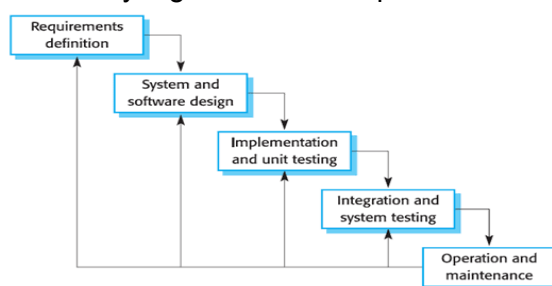 Requirements
definition
System and
software design
Implementation
and unit testing
Integration and
system testing
Operation and
maintenance